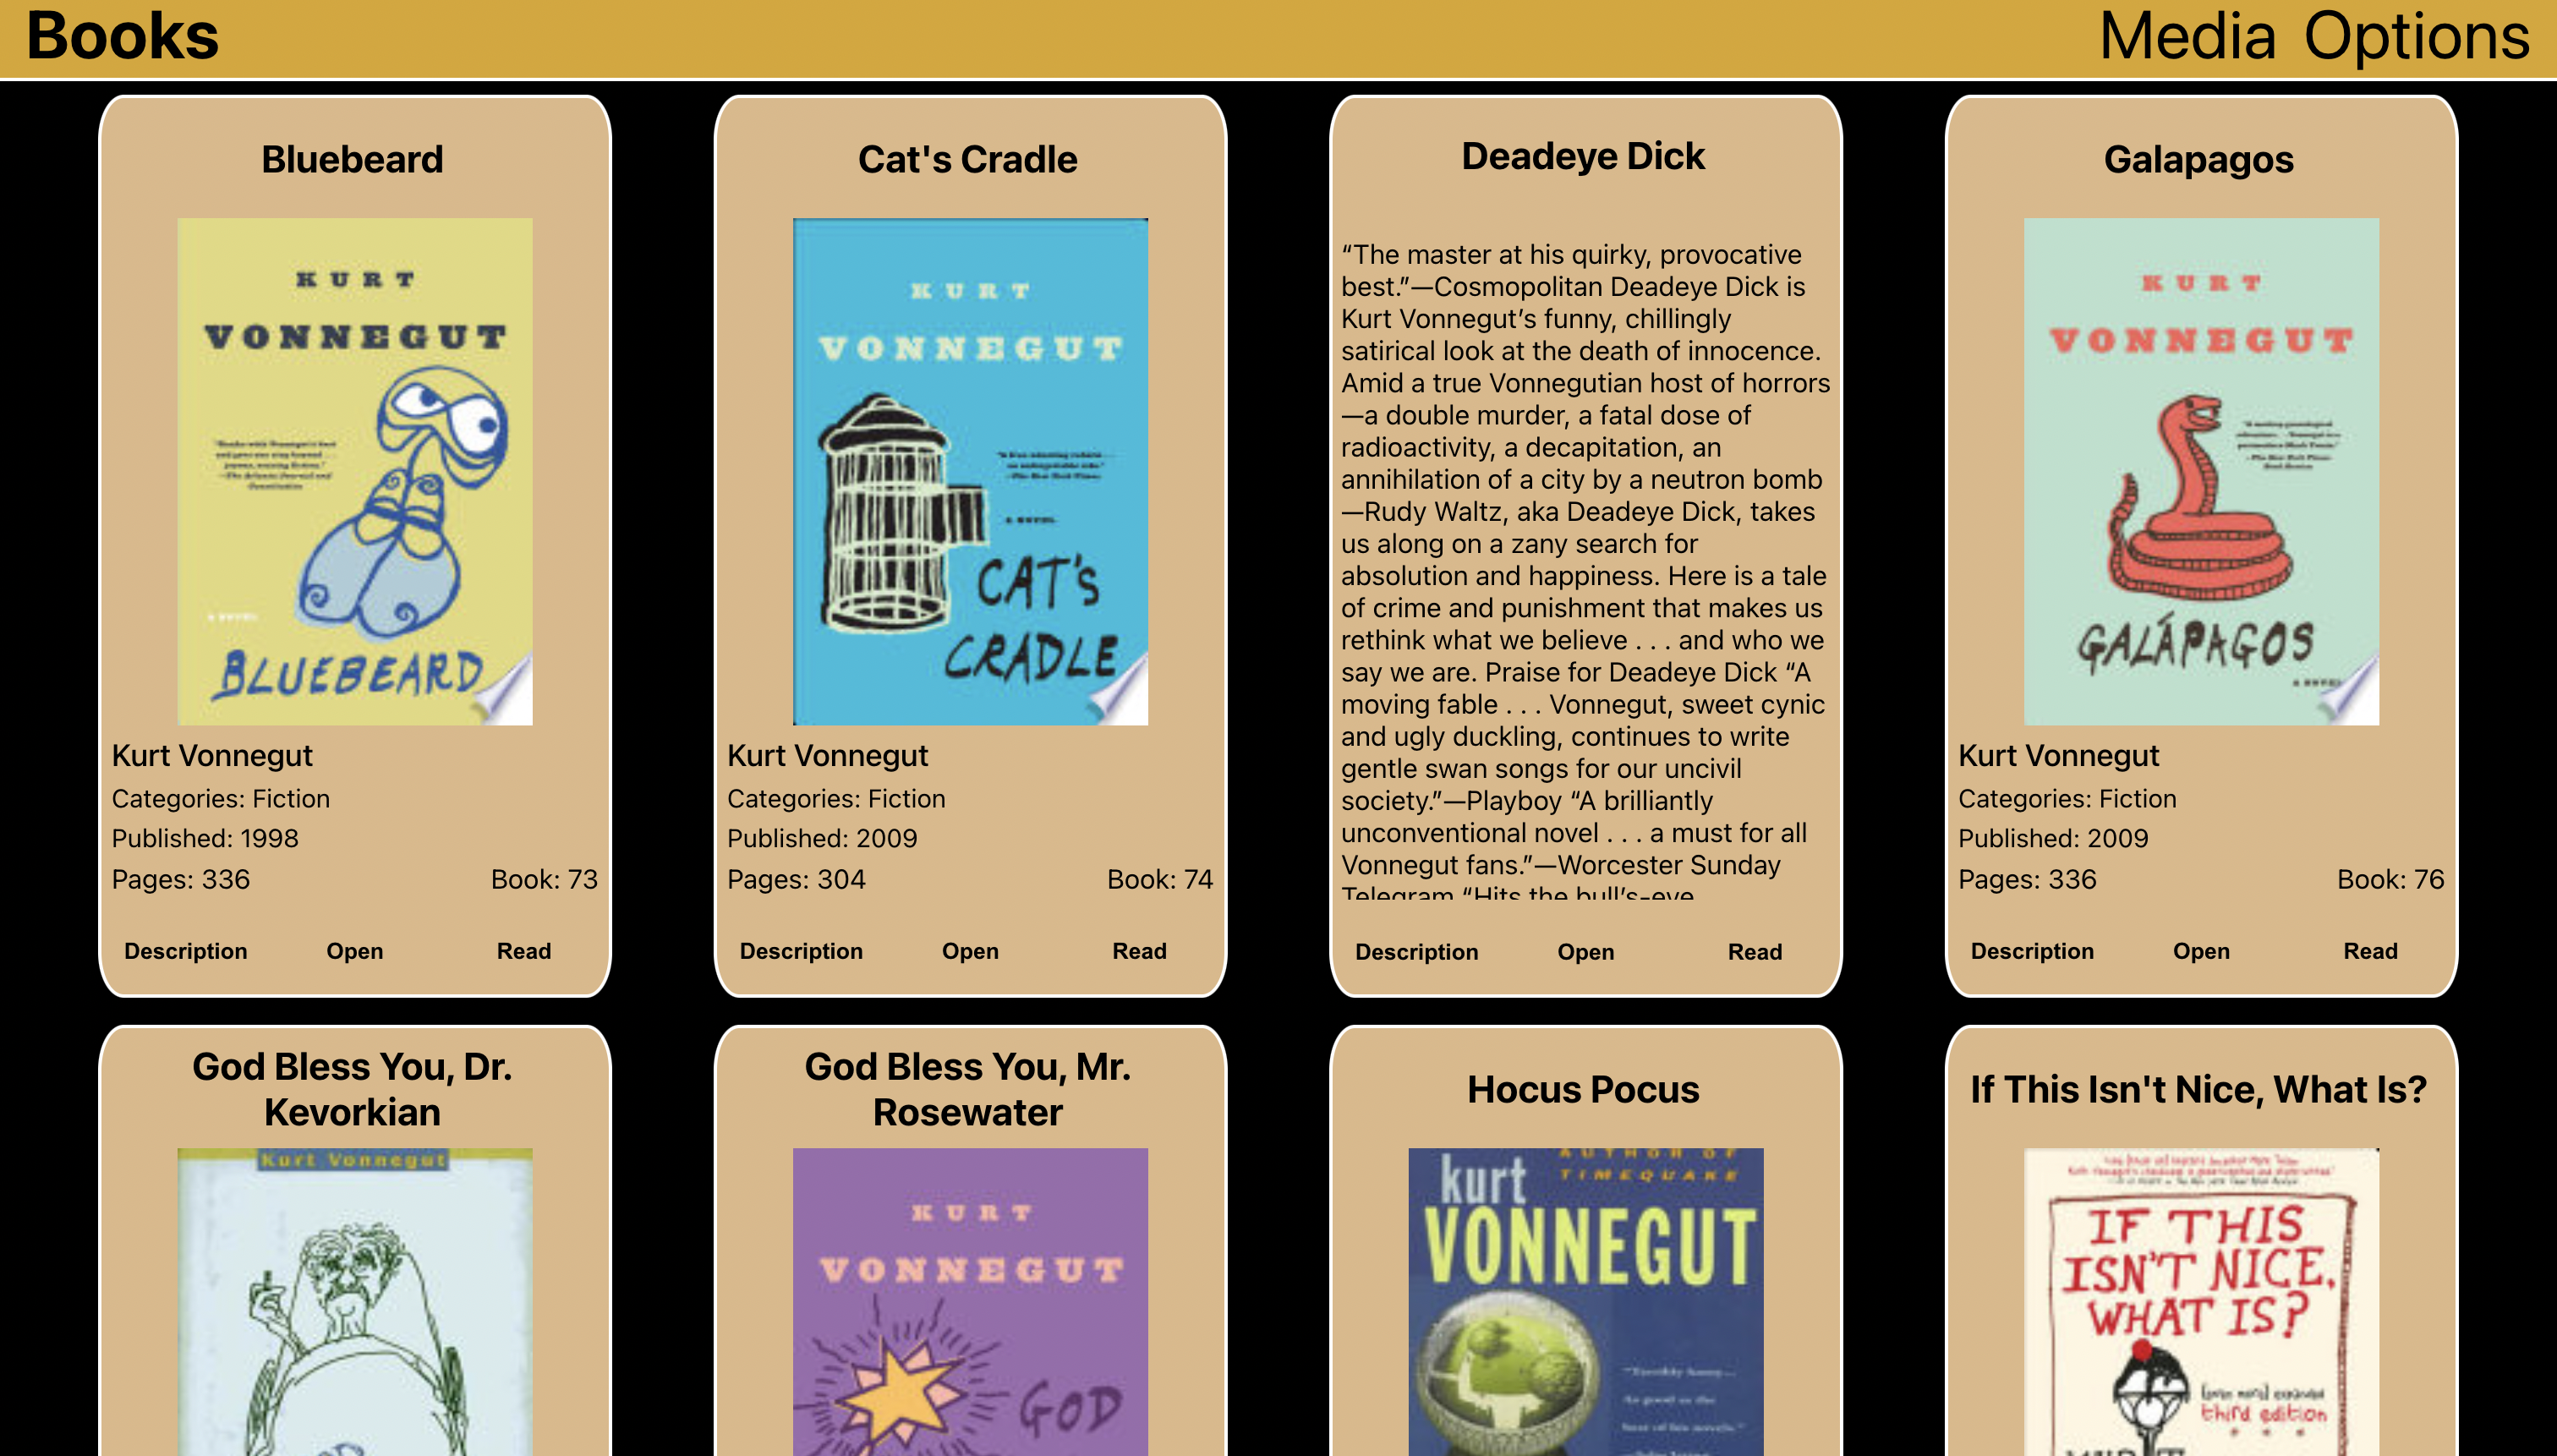 Books
Media Options
Bluebeard
KURT
VONNEGUT
A NOVEL
BLUEBEARD
Kurt Vonnegut
Categories: Fiction
Published: 1998
Pages: 336
Book: 73
Description
Open
Read
Cat's Cradle
KURT
VONNEGUT
A NOVEL
CAT'S
CRADLE
Kurt Vonnegut
Categories: Fiction
Published: 2009
Pages: 304
Book: 74
Description
Open
Read
Deadeye Dick
“The master at his quirky, provocative
best.”—Cosmopolitan Deadeye Dick is
Kurt Vonnegut’s funny, chillingly
satirical look at the death of innocence.
Amid a true Vonnegutian host of horrors
—a double murder, a fatal dose of
radioactivity, a decapitation, an
annihilation of a city by a neutron bomb
—Rudy Waltz, aka Deadeye Dick, takes
us along on a zany search for
absolution and happiness. Here is a tale
of crime and punishment that makes us
rethink what we believe . . . and who we
say we are. Praise for Deadeye Dick “A
moving fable . . . Vonnegut, sweet cynic
and ugly duckling, continues to write
gentle swan songs for our uncivil
society.”—Playboy “A brilliantly
unconventional novel . . . a must for all
Vonnegut fans.”—Worcester Sunday
Telegram “Hits the bull’s-eye
Description
Open
Read
Galapagos
KURT
VONNEGUT
GALÁPAGOS
A NOVEL
Kurt Vonnegut
Categories: Fiction
Published: 2009
Pages: 336
Book: 76
Description
Open
Read
God Bless You, Dr.
Kevorkian
Kurt Vonnegut
God Bless You, Mr.
Rosewater
KURT
VONNEGUT
GOD
Hocus Pocus
AUTHOR OF
TIMEQUAKE
kurt
VONNEGUT
If This Isn't Nice, What Is?
IF THIS
ISN'T NICE,
WHAT IS?
(even more) expanded
third edition